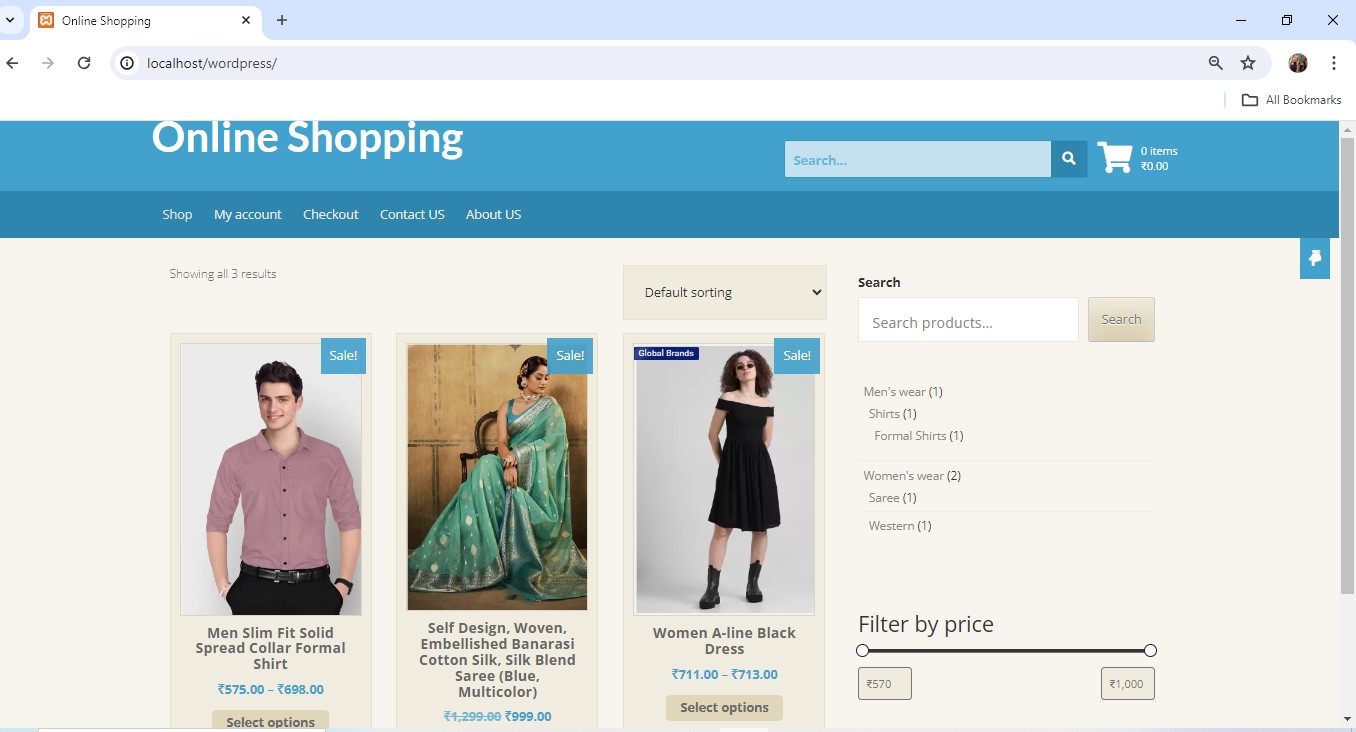 Online Shopping
localhost/wordpress/
All Bookmarks
Online Shopping
Search...
0 items
₹0.00
Shop My account Checkout Contact US About US
Showing all 3 results
Default sorting
Sale!
Men Slim Fit Solid
Spread Collar Formal
Shirt
₹575.00 – ₹698.00
Select options
Sale!
Self Design, Woven,
Embellished Banarasi
Cotton Silk, Silk Blend
Saree (Blue,
Multicolor)
₹1,299.00 ₹999.00
Global Brands
Sale!
Women A-line Black
Dress
₹711.00 – ₹713.00
Select options
Search
Search products…
Search
Men's wear (1)
Shirts (1)
Formal Shirts (1)
Women's wear (2)
Saree (1)
Western (1)
Filter by price
₹570
₹1,000